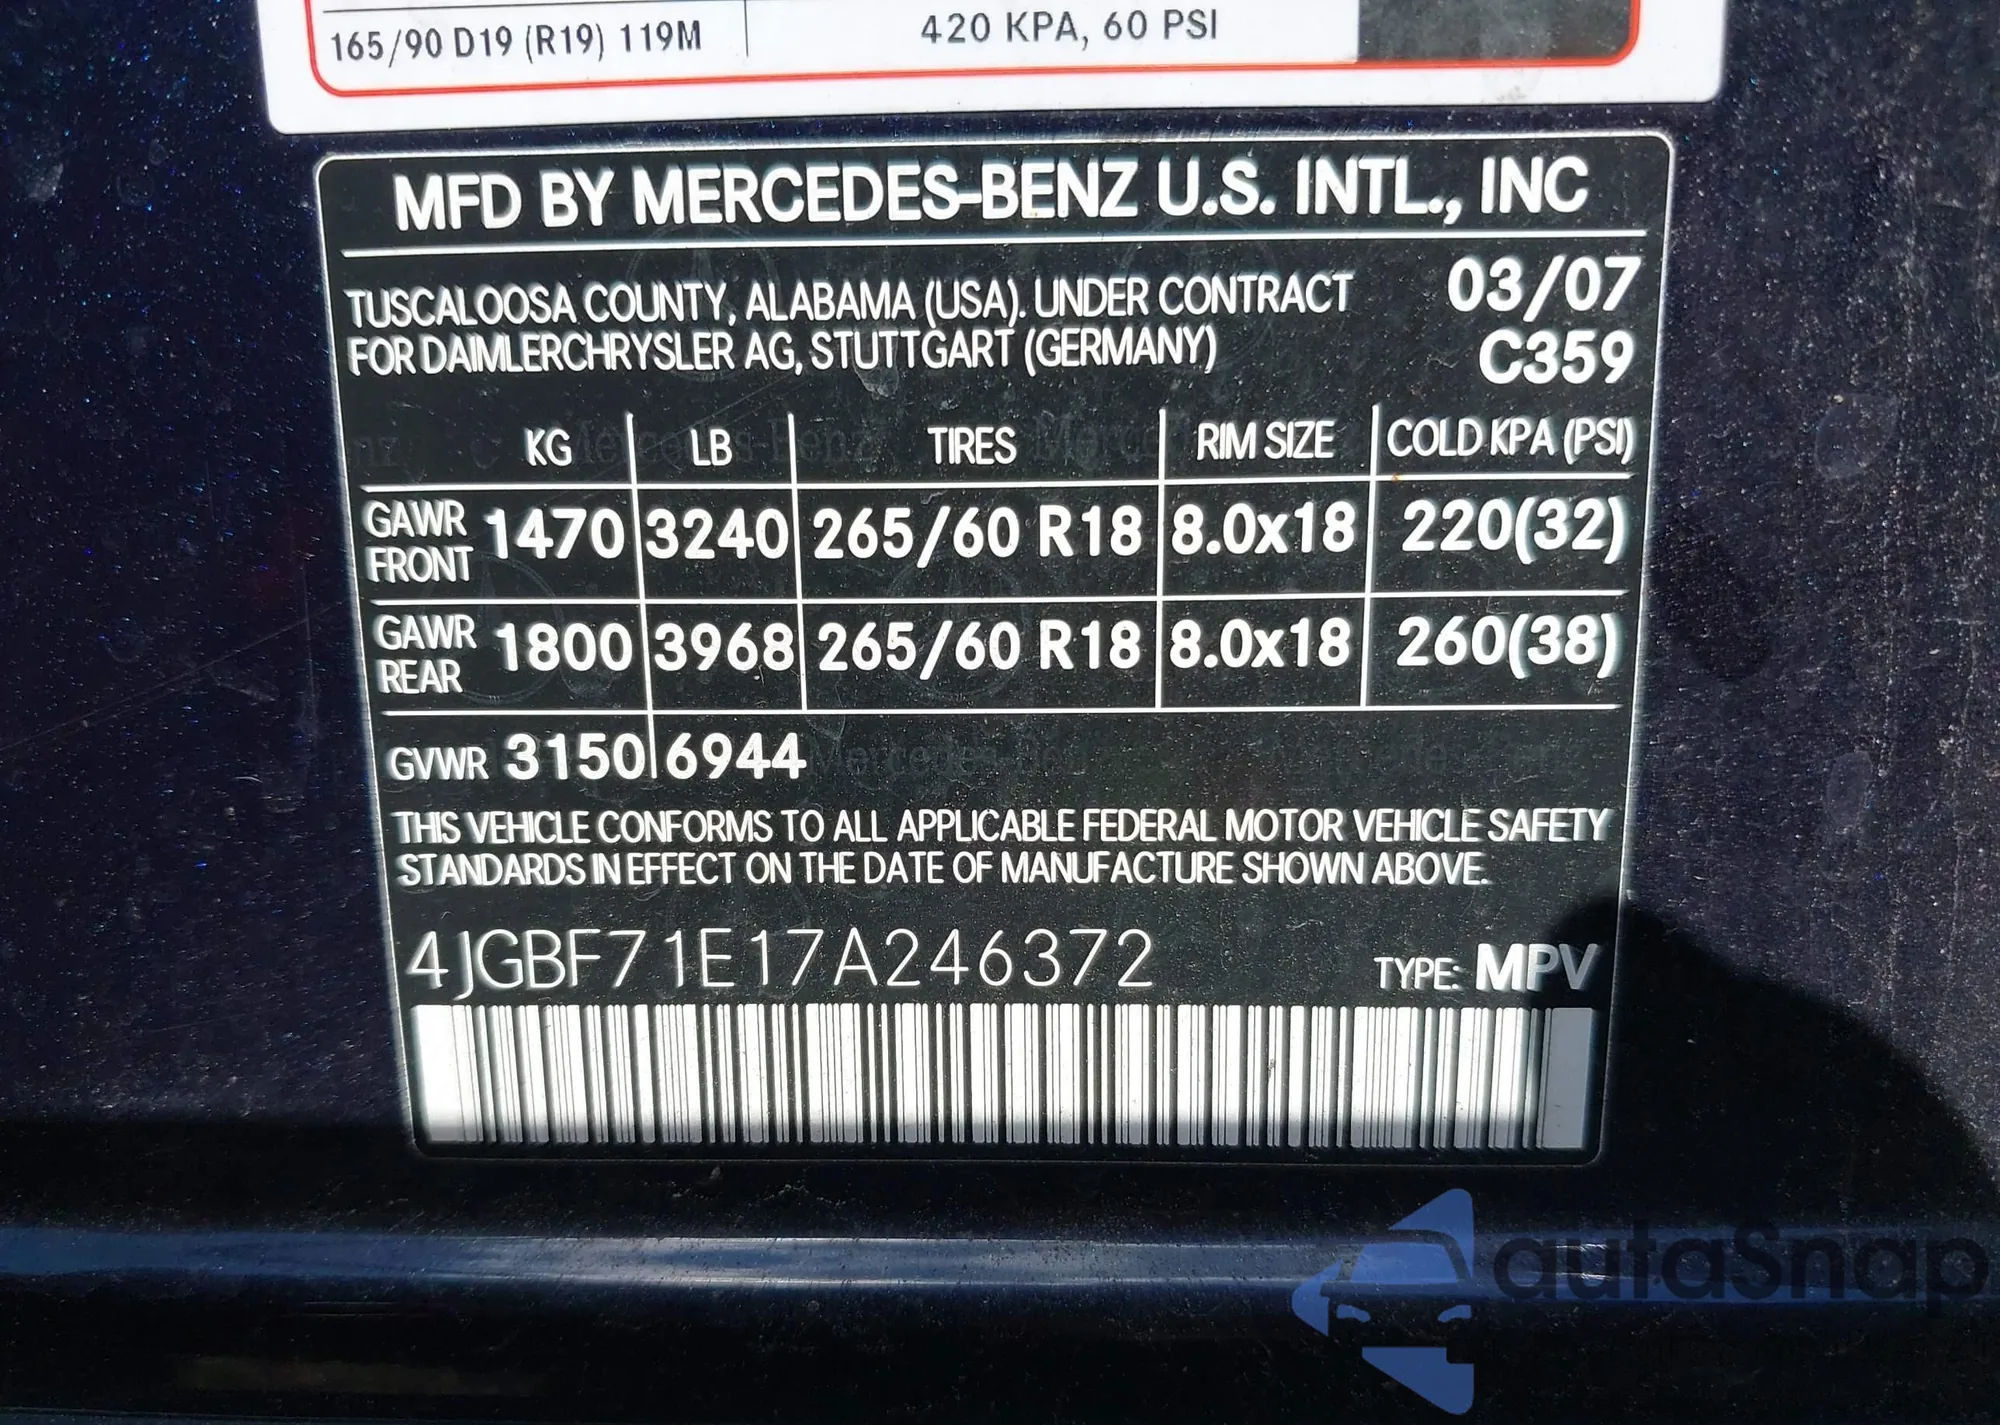 165/90 D19 (R19) 119M 420 KPA, 60 PSI
MFD BY MERCEDES-BENZ U.S. INTL., INC
TUSCALOOSA COUNTY, ALABAMA (USA). UNDER CONTRACT 03/07
FOR DAIMLERCHRYSLER AG, STUTTGART (GERMANY) C359
KG LB TIRES RIM SIZE COLD KPA (PSI)
GAWR FRONT 1470 3240 265/60 R18 8.0x18 220(32)
GAWR REAR 1800 3968 265/60 R18 8.0x18 260(38)
GVWR 3150 6944
THIS VEHICLE CONFORMS TO ALL APPLICABLE FEDERAL MOTOR VEHICLE SAFETY
STANDARDS IN EFFECT ON THE DATE OF MANUFACTURE SHOWN ABOVE.
4JGBF71E17A246372 TYPE: MPV
autaSnap